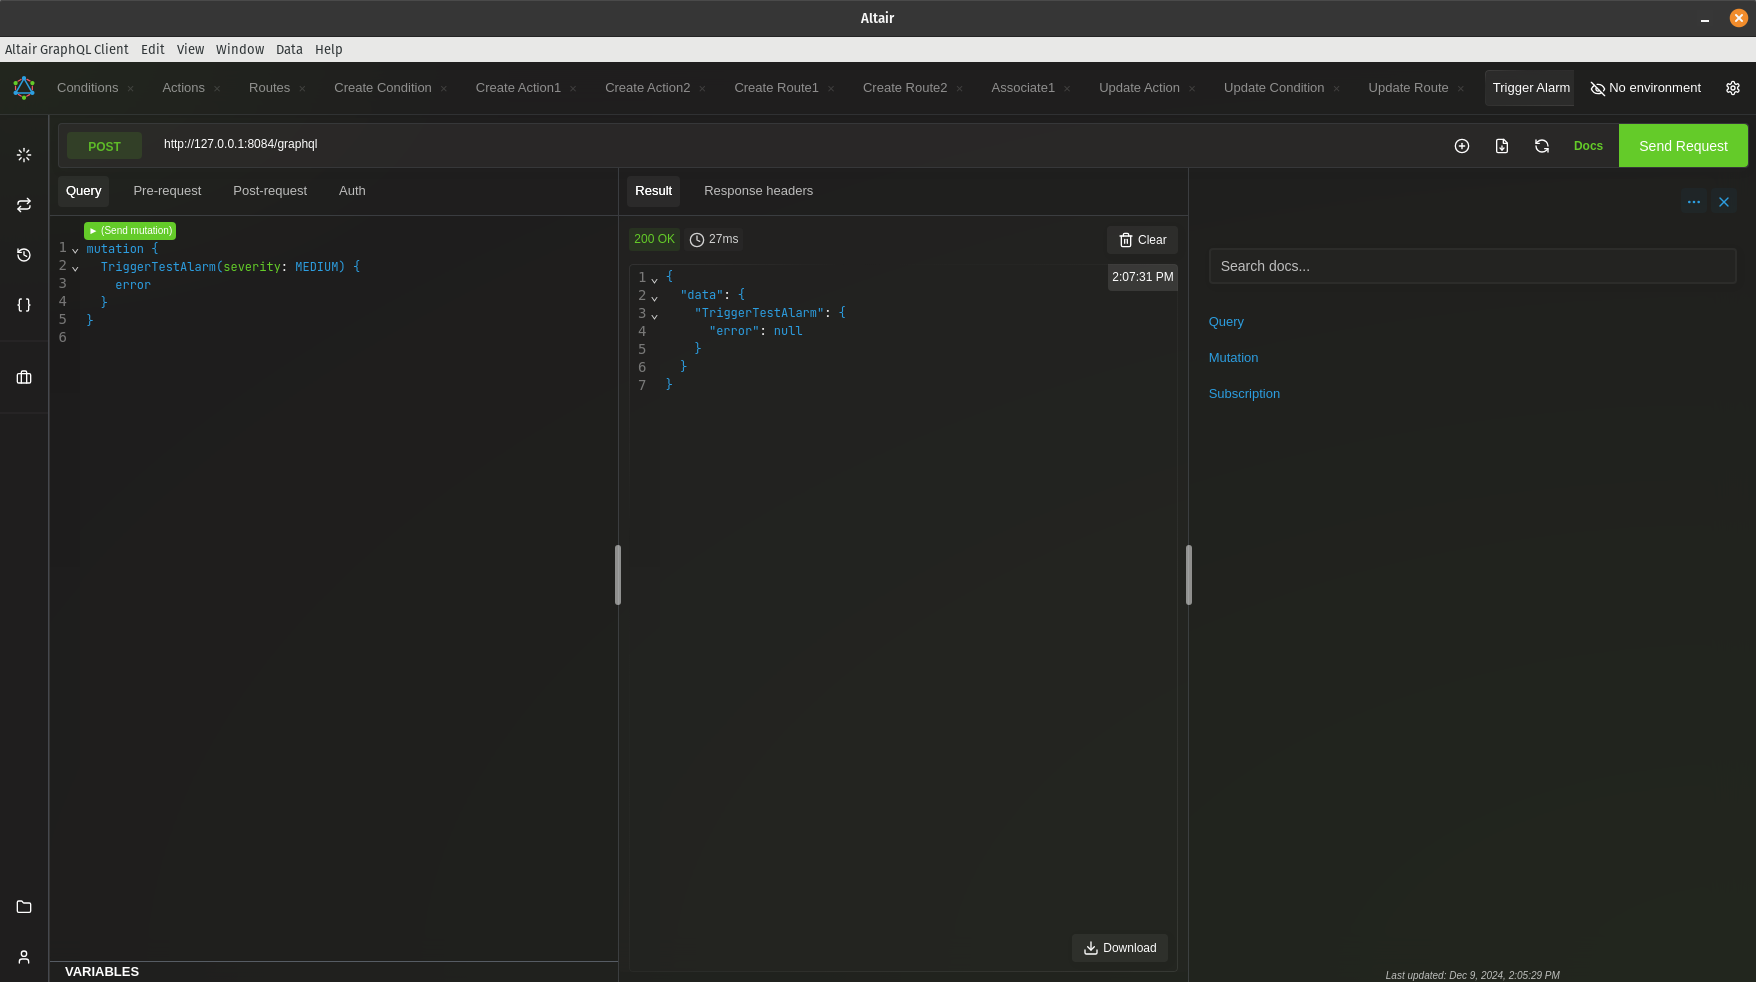 Altair
Altair GraphQL Client Edit View Window Data Help
Conditions × Actions × Routes × Create Condition × Create Action1 × Create Action2 × Create Route1 × Create Route2 × Associate1 × Update Action × Update Condition × Update Route × Trigger Alarm No environment
POST http://127.0.0.1:8084/graphql Docs Send Request
Query Pre-request Post-request Auth
► (Send mutation)
1 mutation {
2 TriggerTestAlarm(severity: MEDIUM) {
3 error
4 }
5 }
6
VARIABLES
Result Response headers
200 OK 27ms Clear
2:07:31 PM
1 {
2 "data": {
3 "TriggerTestAlarm": {
4 "error": null
5 }
6 }
7 }
Download
Search docs...
Query
Mutation
Subscription
Last updated: Dec 9, 2024, 2:05:29 PM